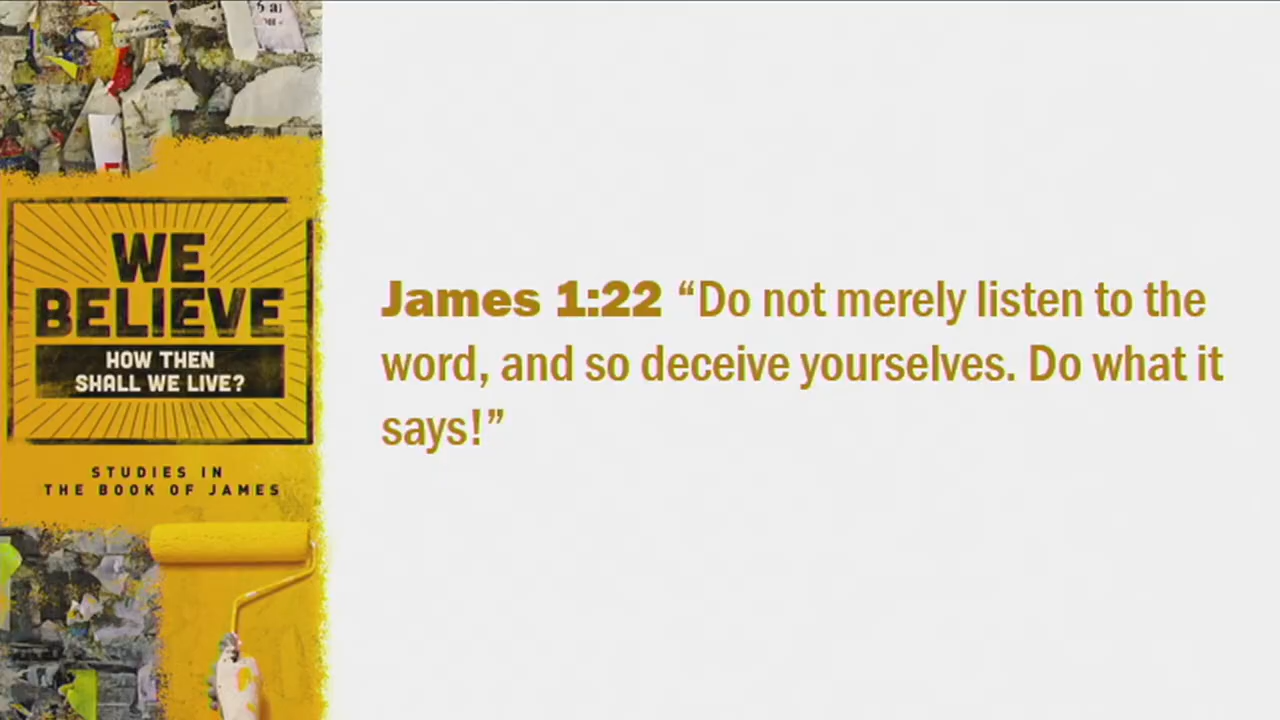 WE
BELIEVE
HOW THEN
SHALL WE LIVE?
STUDIES IN
THE BOOK OF JAMES
James 1:22 “Do not merely listen to the
word, and so deceive yourselves. Do what it
says!”